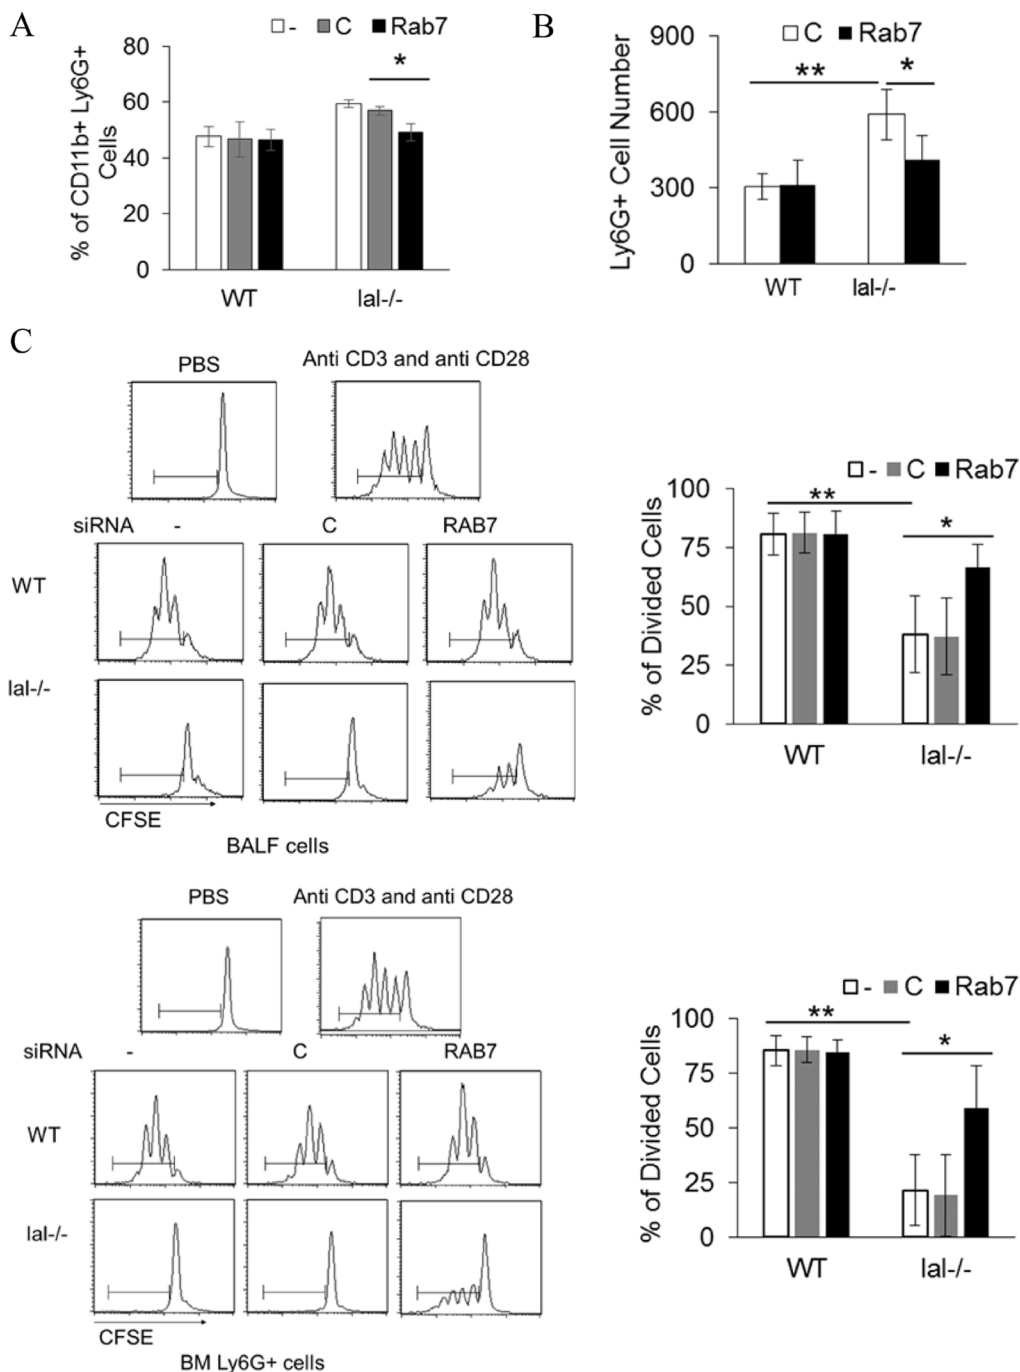 A
- C Rab7
% of CD11b+ Ly6G+
Cells
80
60
40
20
0
*
WT
lal-/-
B
C Rab7
Ly6G+ Cell Number
900
600
300
0
**
*
WT
lal-/-
C
PBS
Anti CD3 and anti CD28
siRNA - C RAB7
WT
lal-/-
CFSE
BALF cells
- C Rab7
% of Divided Cells
100
75
50
25
0
**
*
WT
lal-/-
PBS
Anti CD3 and anti CD28
siRNA - C RAB7
WT
lal-/-
CFSE
BM Ly6G+ cells
- C Rab7
% of Divided Cells
100
75
50
25
0
**
*
WT
lal-/-